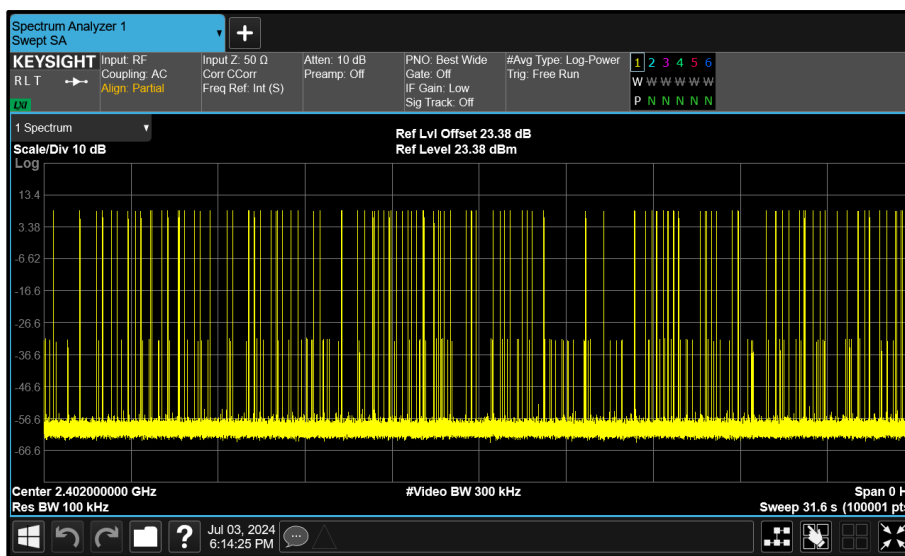 Spectrum Analyzer 1
Swept SA
KEYSIGHT
R L T
LXI
Input: RF
Coupling: AC
Align: Partial
Input Z: 50 Ω
Corr CCorr
Freq Ref: Int (S)
Atten: 10 dB
Preamp: Off
PNO: Best Wide
Gate: Off
IF Gain: Low
Sig Track: Off
#Avg Type: Log-Power
Trig: Free Run
1 2 3 4 5 6
W W W W W W
P N N N N N
1 Spectrum
Scale/Div 10 dB
Ref Lvl Offset 23.38 dB
Ref Level 23.38 dBm
Log
13.4
3.38
-6.62
-16.6
-26.6
-36.6
-46.6
-56.6
-66.6
Center 2.402000000 GHz
#Video BW 300 kHz
Span 0 H
Res BW 100 kHz
Sweep 31.6 s (100001 pts
Jul 03, 2024
6:14:25 PM